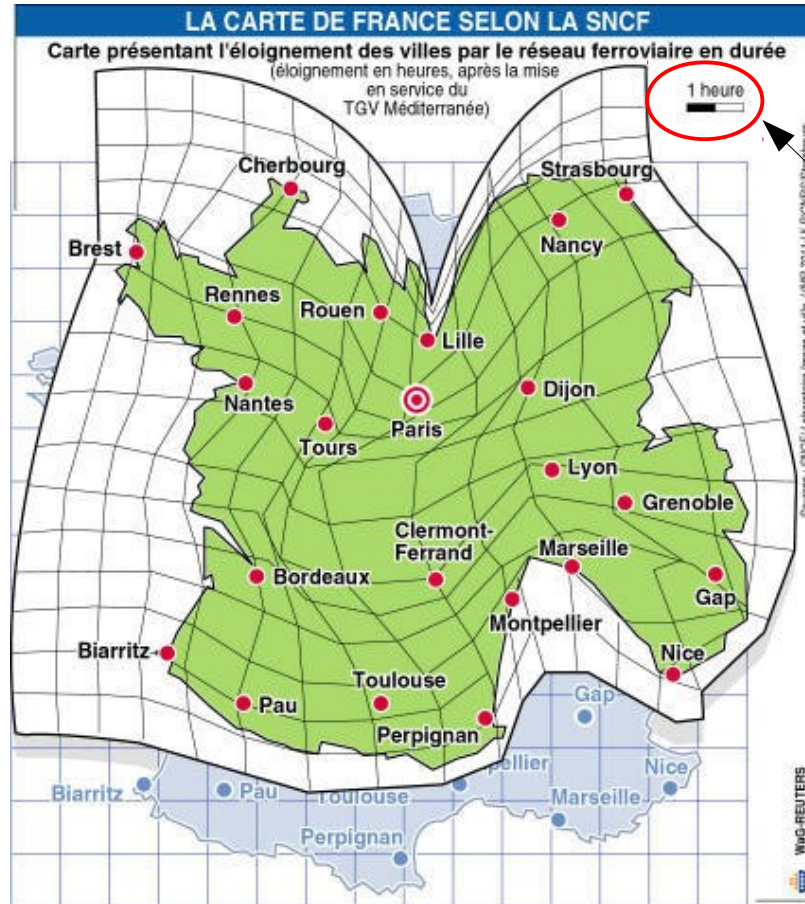 LA CARTE DE FRANCE SELON LA SNCF
Carte présentant l'éloignement des villes par le réseau ferroviaire en durée
(éloignement en heures, après la mise
en service du
TGV Méditerranée)
1 heure
Cherbourg
Strasbourg
Brest
Nancy
Rennes
Rouen
Lille
Nantes
Tours
Paris
Dijon
Lyon
Grenoble
Clermont-
Ferrand
Marseille
Bordeaux
Gap
Montpellier
Biarritz
Nice
Toulouse
Pau
Perpignan
Gap
Biarritz
Pau
Toulouse
pellier
Nice
Marseille
Perpignan
WaG-REUTERS